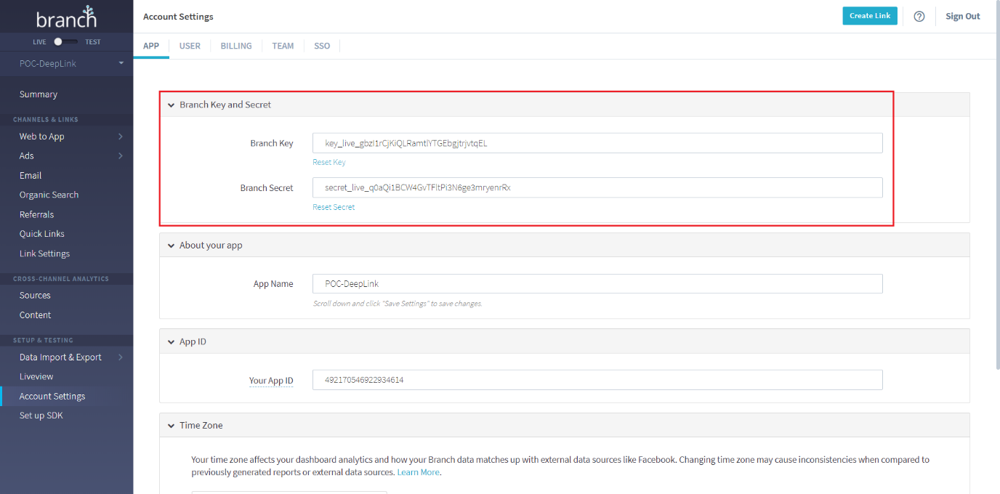 branch
Account Settings
Create Link
Sign Out
LIVE TEST
APP USER BILLING TEAM SSO
POC-DeepLink
Summary
CHANNELS & LINKS
Web to App
Ads
Email
Organic Search
Referrals
Quick Links
Link Settings
CROSS-CHANNEL ANALYTICS
Sources
Content
SETUP & TESTING
Data Import & Export
Liveview
Account Settings
Set up SDK
Branch Key and Secret
Branch Key
Reset Key
Branch Secret
Reset Secret
About your app
App Name POC-DeepLink
Scroll down and click "Save Settings" to save changes.
App ID
Your App ID 492170546922934614
Time Zone
Your time zone affects your dashboard analytics and how your Branch data matches up with external data sources like Facebook. Changing time zone may cause inconsistencies when compared to
previously generated reports or external data sources. Learn More.